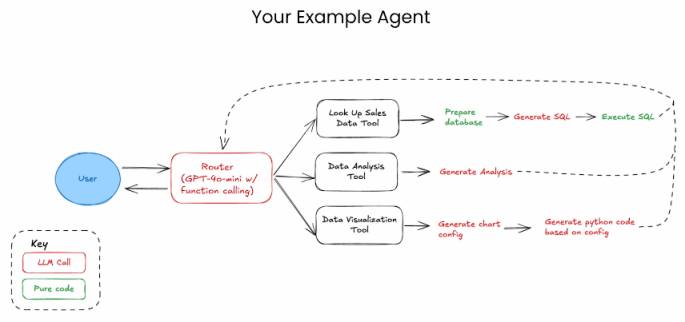 Your Example Agent
User
Router
(GPT-4o-mini w/
function calling)
Look Up Sales
Data Tool
Prepare
database
Generate SQL
Execute SQL
Data Analysis
Tool
Generate Analysis
Data Visualization
Tool
Generate chart
config
Generate python code
based on config
Key
LLM Call
Pure code